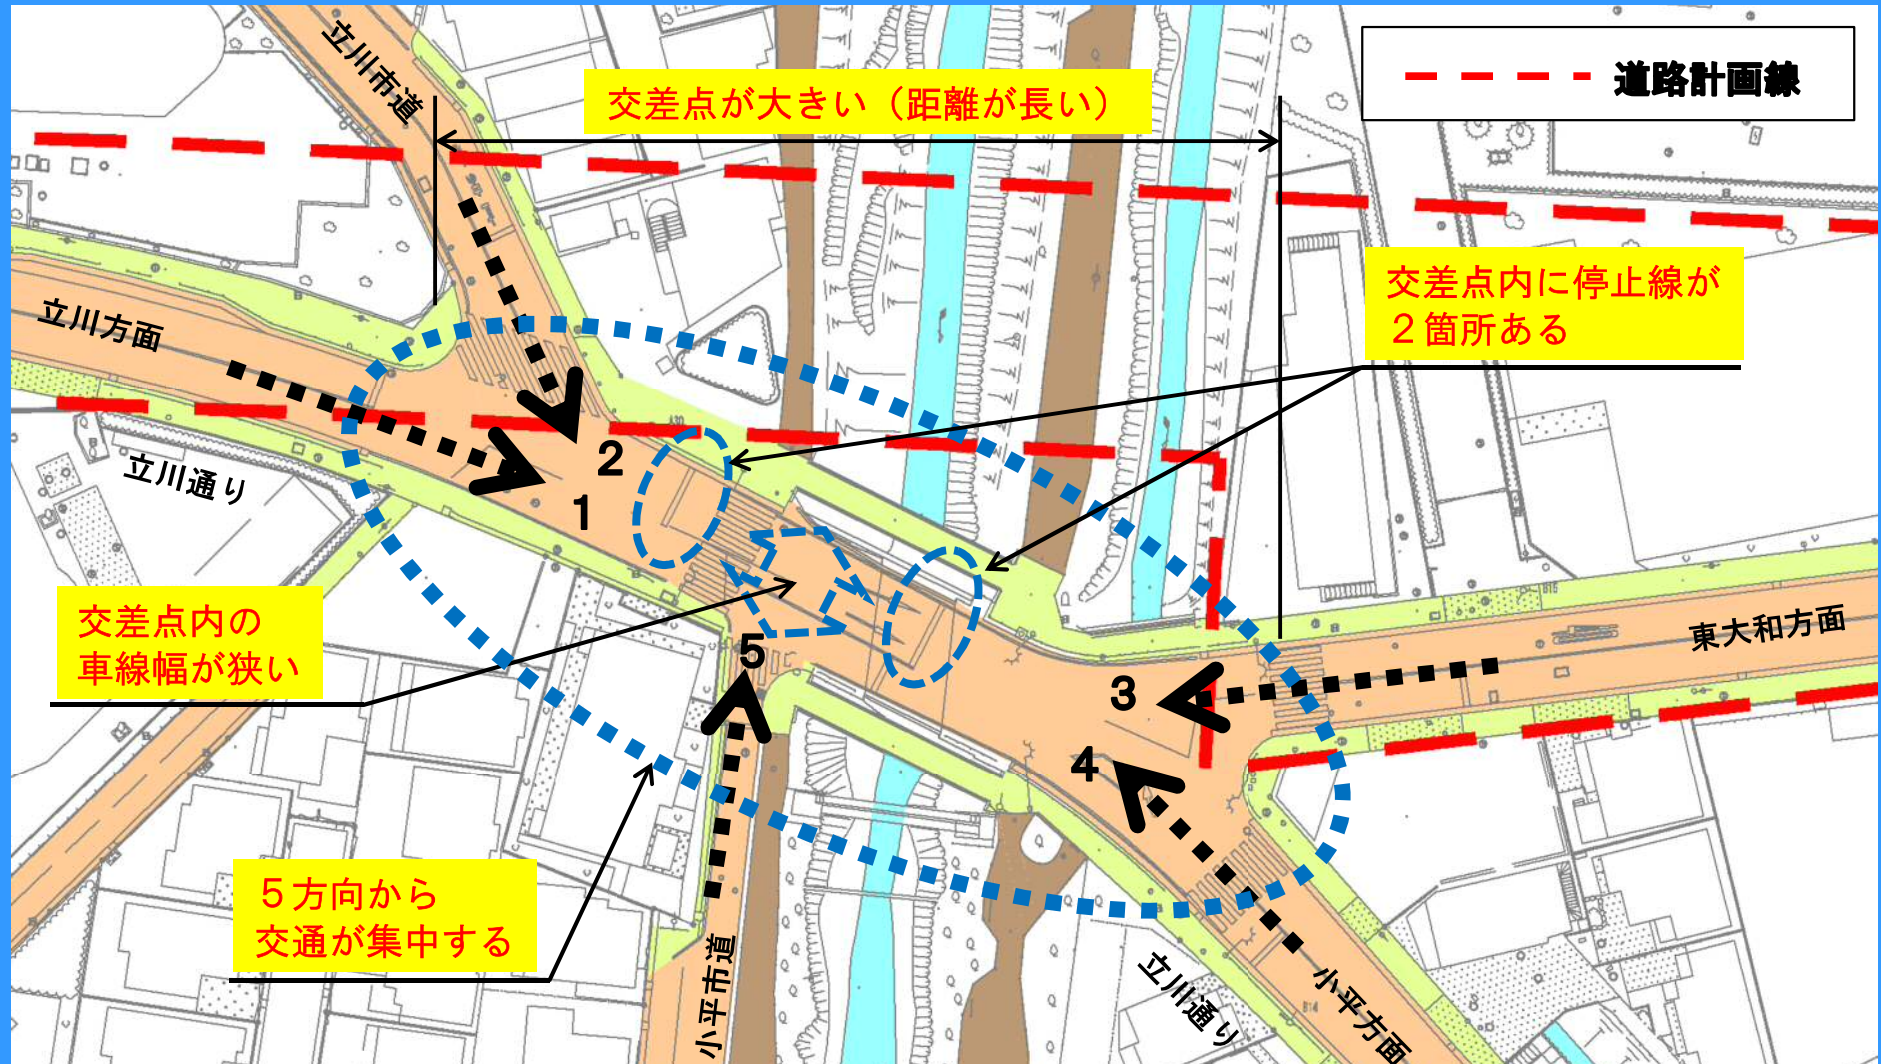 立川市道
交差点が大きい（距離が長い）
道路計画線
交差点内に停止線が
２箇所ある
立川方面
立川通り
2
1
交差点内の
車線幅が狭い
5
3
4
東大和方面
５方向から
交通が集中する
小平市道
立川通り
小平方面